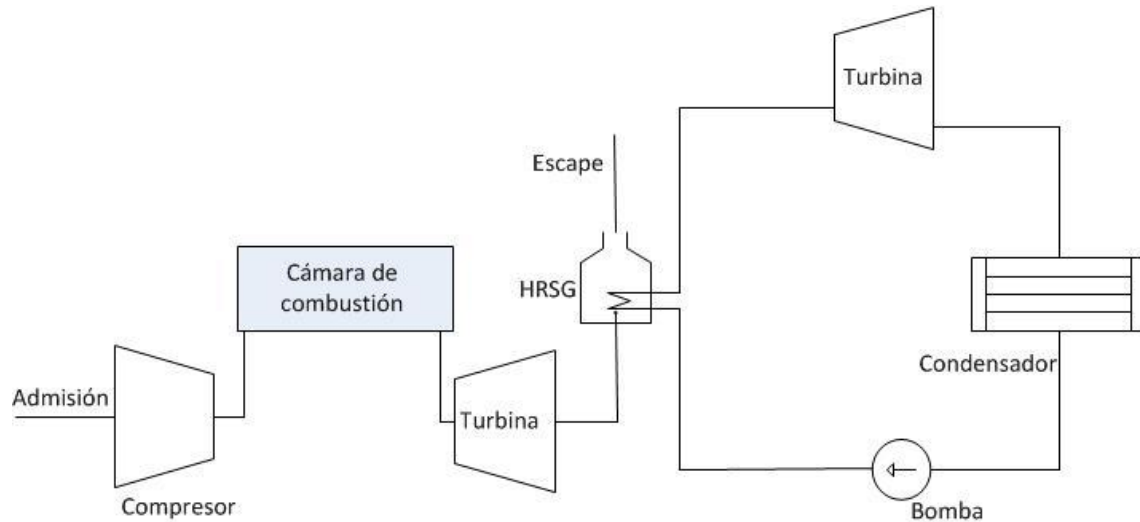 Turbina
Escape
Cámara de
combustión
HRSG
Condensador
Admisión
Turbina
Compresor
Bomba